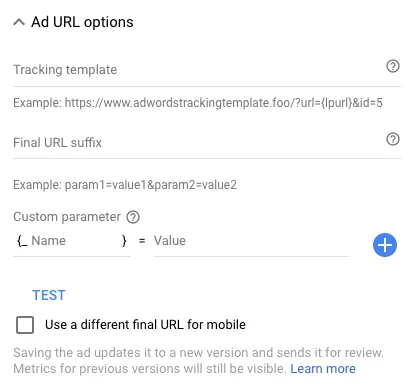 Ad URL options
Tracking template
Example: https://www.adwordstrackingtemplate.foo/?url={lpurl}&id=5
Final URL suffix
Example: param1=value1&param2=value2
Custom parameter
{_ Name } = Value
TEST
Use a different final URL for mobile
Saving the ad updates it to a new version and sends it for review.
Metrics for previous versions will still be visible. Learn more